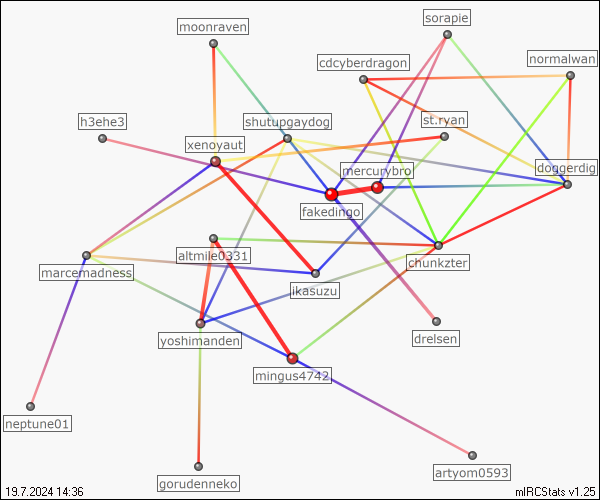 sorapie
moonraven
normalwan
cdcyberdragon
h3ehe3
shutupgaydog
st.ryan
xenoyaut
mercurybro
doggerdig
fakedingo
altmile0331
chunkzter
marcemadness
ikasuzu
yoshimanden
drelsen
mingus4742
neptune01
artyom0593
gorudenneko
19.7.2024 14:36
mIRCStats v1.25